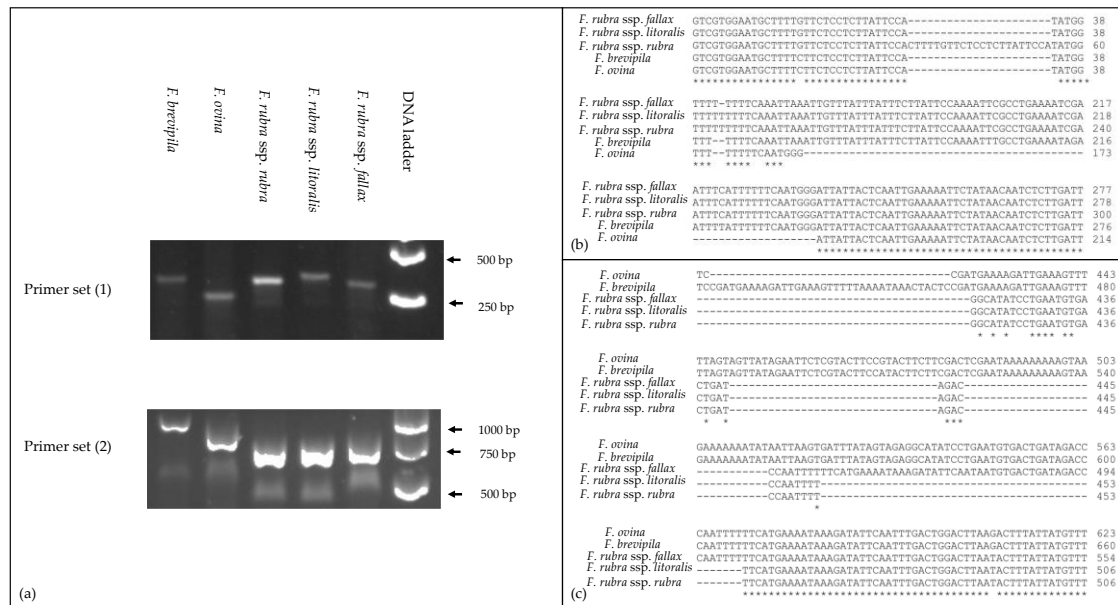 (a)
F. brevipila
F. ovina
F. rubra ssp. rubra
F. rubra ssp. litoralis
F. rubra ssp. fallax
DNA ladder
Primer set (1)
500 bp
250 bp
Primer set (2)
1000 bp
750 bp
500 bp
(a)
F. rubra ssp. fallax GTCGTGGAATGCTTTTGTTCTCCTCTTATTCCA----------------------TATGG 38
F. rubra ssp. litoralis GTCGTGGAATGCTTTTGTTCTCCTCTTATTCCA----------------------TATGG 38
F. rubra ssp. rubra GTCGTGGAATGCTTTTGTTCTCCTCTTATTCCACTTTTGTTCTCCTCTTATTCCATATGG 60
F. brevipila GTCGTGGAATGCTTTTCTTCTCCTCTTATTCCA----------------------TATGG 38
F. ovina GTCGTGGAATGCTTTTCTTCTCCTCTTATTCCA----------------------TATGG 38
**************** **************** *****
F. rubra ssp. fallax TTTT-TTTTCAAATTAAATTGTTTATTTATTTCTTATTCCAAAATTCGCCTGAAAATCGA 217
F. rubra ssp. litoralis TTTTTTTTTCAAATTAAATTGTTTATTTATTTCTTATTCCAAAATTCGCCTGAAAATCGA 218
F. rubra ssp. rubra TTTTTTTTTCAAATTAAATTGTTTATTTATTTCTTATTCCAAAATTCGCCTGAAAATCGA 240
F. brevipila TTT--TTTTCAAATTAAATTGTTTATTTATTTCTTATTCCAAAATTTGCCTGAAAATAGA 216
F. ovina TTT--TTTTTCAATGGG------------------------------------------- 173
*** **** ***
F. rubra ssp. fallax ATTTCATTTTTTCAATGGGATTATTACTCAATTGAAAAATTCTATAACAATCTCTTGATT 277
F. rubra ssp. litoralis ATTTCATTTTTTCAATGGGATTATTACTCAATTGAAAAATTCTATAACAATCTCTTGATT 278
F. rubra ssp. rubra ATTTCATTTTTTCAATGGGATTATTACTCAATTGAAAAATTCTATAACAATCTCTTGATT 300
F. brevipila ATTTTATTTTTTCAATGGGATTATTACTCAATTGAAAAATTCTATAACAATCTCTTGATT 276
F. ovina -------------------ATTATTACTCAATTGAAAAATTCTATAACAATCTCTTGATT 214
*****************************************
(b)
F. ovina TC-------------------------------------CGATGAAAAGATTGAAAGTTT 443
F. brevipila TCCGATGAAAAGATTGAAAGTTTTTAAAATAAACTACTCCGATGAAAAGATTGAAAGTTT 480
F. rubra ssp. fallax ------------------------------------------GGCATATCCTGAATGTGA 436
F. rubra ssp. litoralis ------------------------------------------GGCATATCCTGAATGTGA 436
F. rubra ssp. rubra ------------------------------------------GGCATATCCTGAATGTGA 436
* * * **** **
F. ovina TTAGTAGTTATAGAATTCTCGTACTTCCGTACTTCTTCGACTCGAATAAAAAAAAAGTAA 503
F. brevipila TTAGTAGTTATAGAATTCTCGTACTTCCATACTTCTTCGACTCGAATAAAAAAAAAGTAA 540
F. rubra ssp. fallax CTGAT---------------------------------AGAC------------------ 445
F. rubra ssp. litoralis CTGAT---------------------------------AGAC------------------ 445
F. rubra ssp. rubra CTGAT---------------------------------AGAC------------------ 445
* * ***
F. ovina GAAAAAAATATAATTAAGTGATTTATAGTAGAGGCATATCCTGAATGTGACTGATAGACC 563
F. brevipila GAAAAAAATATAATTAAGTGATTTATAGTAGAGGCATATCCTGAATGTGACTGATAGACC 600
F. rubra ssp. fallax -----------CCAATTTTTTCATGAAAATAAAGATATTCAATAATGTGACTGATAGACC 494
F. rubra ssp. litoralis -----------CCAATTTT----------------------------------------- 453
F. rubra ssp. rubra -----------CCAATTTT----------------------------------------- 453
*
F. ovina CAATTTTTTCATGAAAATAAAGATATTCAATTTGACTGGACTTAAGACTTTATTATGTTT 623
F. brevipila CAATTTTTTCATGAAAATAAAGATATTCAATTTGACTGGACTTAAGACTTTATTATGTTT 660
F. rubra ssp. fallax CAATTTTTTCATGAAAATAAAGATATTCAATTTGACTGGACTTAAGACTTTATTATGTTT 554
F. rubra ssp. litoralis -------TTCATGAAAATAAAGATATTCAATTTGACTGGACTTAATACTTTATTATGTTT 506
F. rubra ssp. rubra -------TTCATGAAAATAAAGATATTCAATTTGACTGGACTTAATACTTTATTATGTTT 506
************************************** **************
(c)